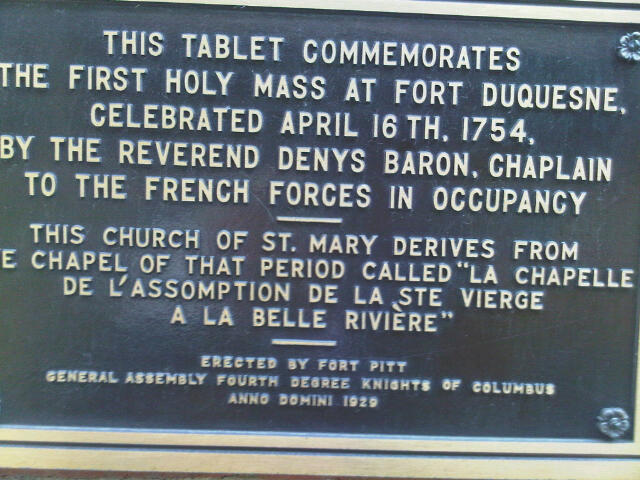 THIS TABLET COMMEMORATES
THE FIRST HOLY MASS AT FORT DUQUESNE,
CELEBRATED APRIL 16 TH, 1754,
BY THE REVEREND DENYS BARON, CHAPLAIN
TO THE FRENCH FORCES IN OCCUPANCY
THIS CHURCH OF ST. MARY DERIVES FROM
E CHAPEL OF THAT PERIOD CALLED "LA CHAPELLE
DE L'ASSOMPTION DE LA STE VIERGE
A LA BELLE RIVIÈRE"
ERECTED BY FORT PITT
GENERAL ASSEMBLY FOURTH DEGREE KNIGHTS OF COLUMBUS
ANNO DOMINI 1929